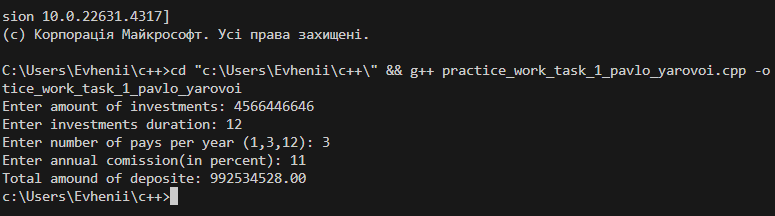 sion 10.0.22631.4317]
(c) Корпорація Майкрософт. Усі права захищені.
C:\Users\Evhenii\c++>cd "c:\Users\Evhenii\c++\" && g++ practice_work_task_1_pavlo_yarovoi.cpp -o
tice_work_task_1_pavlo_yarovoi
Enter amount of investments: 4566446646
Enter investments duration: 12
Enter number of pays per year (1,3,12): 3
Enter annual comission(in percent): 11
Total amound of deposite: 992534528.00
c:\Users\Evhenii\c++>